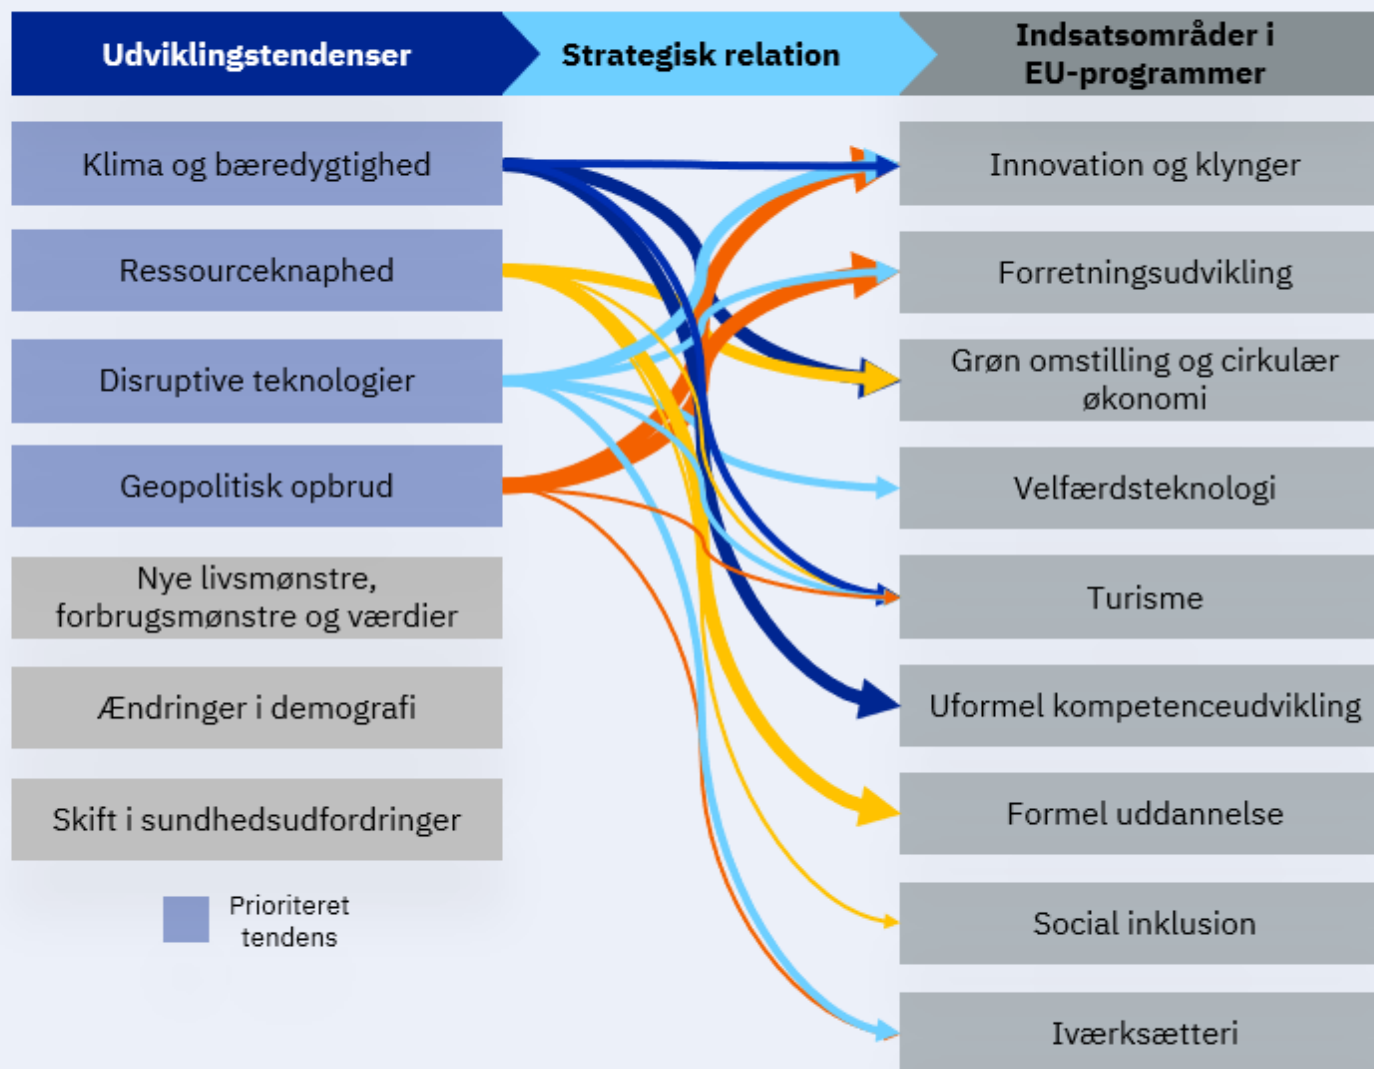 Udviklingstendenser
Strategisk relation
Indsatsområder i
EU-programmer
Klima og bæredygtighed
Ressourceknaphed
Disruptive teknologier
Geopolitisk opbrud
Nye livsmønstre,
forbrugsmønstre og værdier
Ændringer i demografi
Skift i sundhedsudfordringer
Prioriteret
tendens
Innovation og klynger
Forretningsudvikling
Grøn omstilling og cirkulær
økonomi
Velfærdsteknologi
Turisme
Uformel kompetenceudvikling
Formel uddannelse
Social inklusion
Iværksætteri